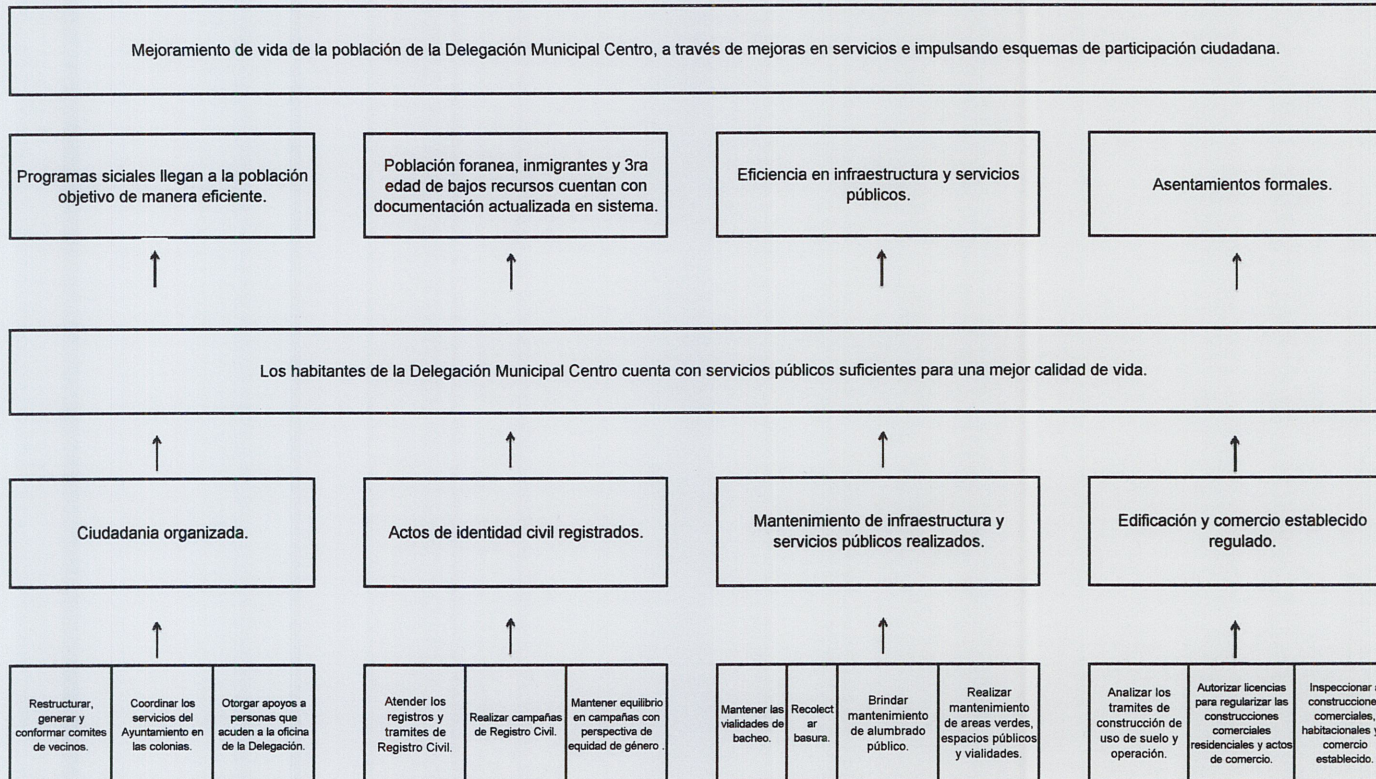 Mejoramiento de vida de la población de la Delegación Municipal Centro, a través de mejoras en servicios e impulsando esquemas de participación ciudadana.
Programas siciales llegan a la población
objetivo de manera eficiente.
Población foranea, inmigrantes y 3ra
edad de bajos recursos cuentan con
documentación actualizada en sistema.
Eficiencia en infraestructura y servicios
públicos.
Asentamientos formales.
Los habitantes de la Delegación Municipal Centro cuenta con servicios públicos suficientes para una mejor calidad de vida.
Ciudadania organizada.
Actos de identidad civil registrados.
Mantenimiento de infraestructura y
servicios públicos realizados.
Edificación y comercio establecido
regulado.
Restructurar,
generar y
conformar comites
de vecinos.
Coordinar los
servicios del
Ayuntamiento en
las colonias.
Otorgar apoyos a
personas que
acuden a la oficina
de la Delegación.
Atender los
registros y
tramites de
Registro Civil.
Realizar campañas
de Registro Civil.
Mantener equilibrio
en campañas con
perspectiva de
equidad de género .
Mantener las
vialidades de
bacheo.
Recolect
ar
basura.
Brindar
mantenimiento
de alumbrado
público.
Realizar
mantenimiento
de areas verdes,
espacios públicos
y vialidades.
Analizar los
tramites de
construcción de
uso de suelo y
operación.
Autorizar licencias
para regularizar las
construcciones
comerciales
residenciales y actos
de comercio.
Inspeccionar
construcione
comerciales,
habitacionales
comercio
establecido.